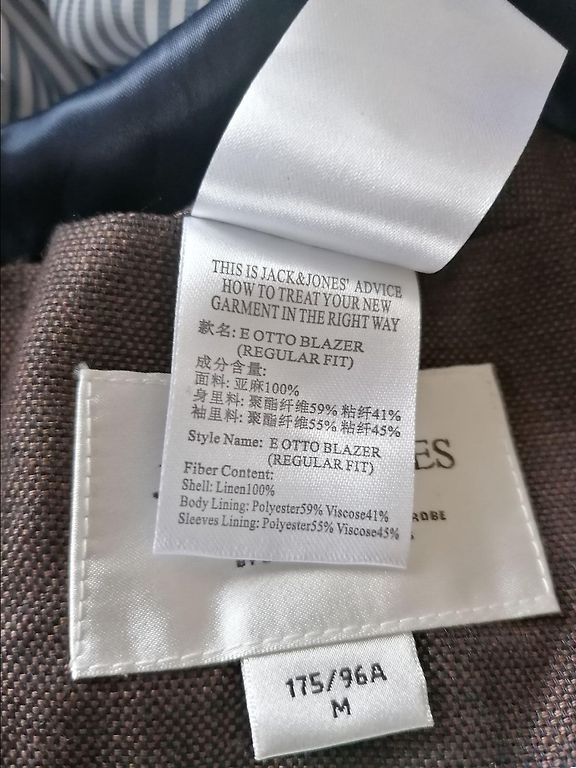 THIS IS JACK&JONES' ADVICE
HOW TO TREAT YOUR NEW
GARMENT IN THE RIGHT WAY
款名: E OTTO BLAZER
(REGULAR FIT)
成分含量:
面料: 亚麻100%
身里料: 聚酯纤维59% 粘纤41%
袖里料: 聚酯纤维55% 粘纤45%
Style Name: E OTTO BLAZER
(REGULAR FIT)
Fiber Content:
Shell: Linen100%
Body Lining: Polyester59% Viscose41%
Sleeves Lining: Polyester55% Viscose45%
175/96A
M